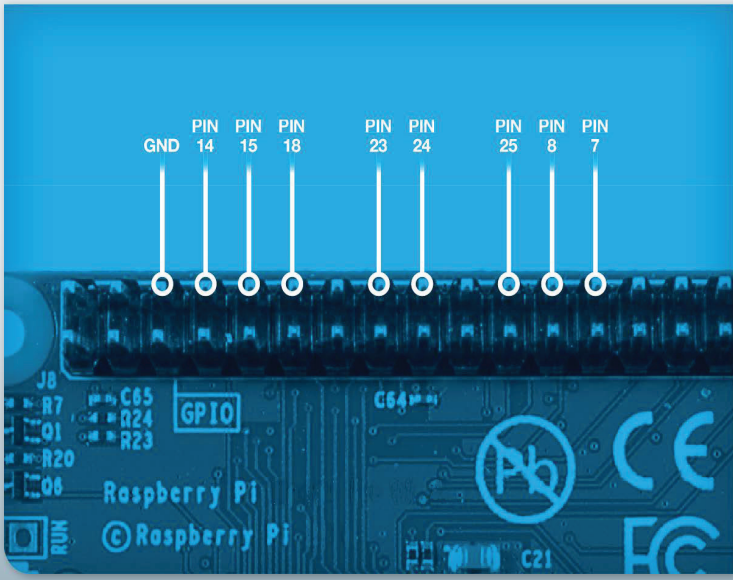 GND
PIN 14
PIN 15
PIN 18
PIN 23
PIN 24
PIN 25
PIN 8
PIN 7
J8
R7
C65
C64
Q1
R24
GPIO
R23
R20
Q6
Raspberry Pi
RUN
© Raspberry Pi
Pb
CE
FC
C21